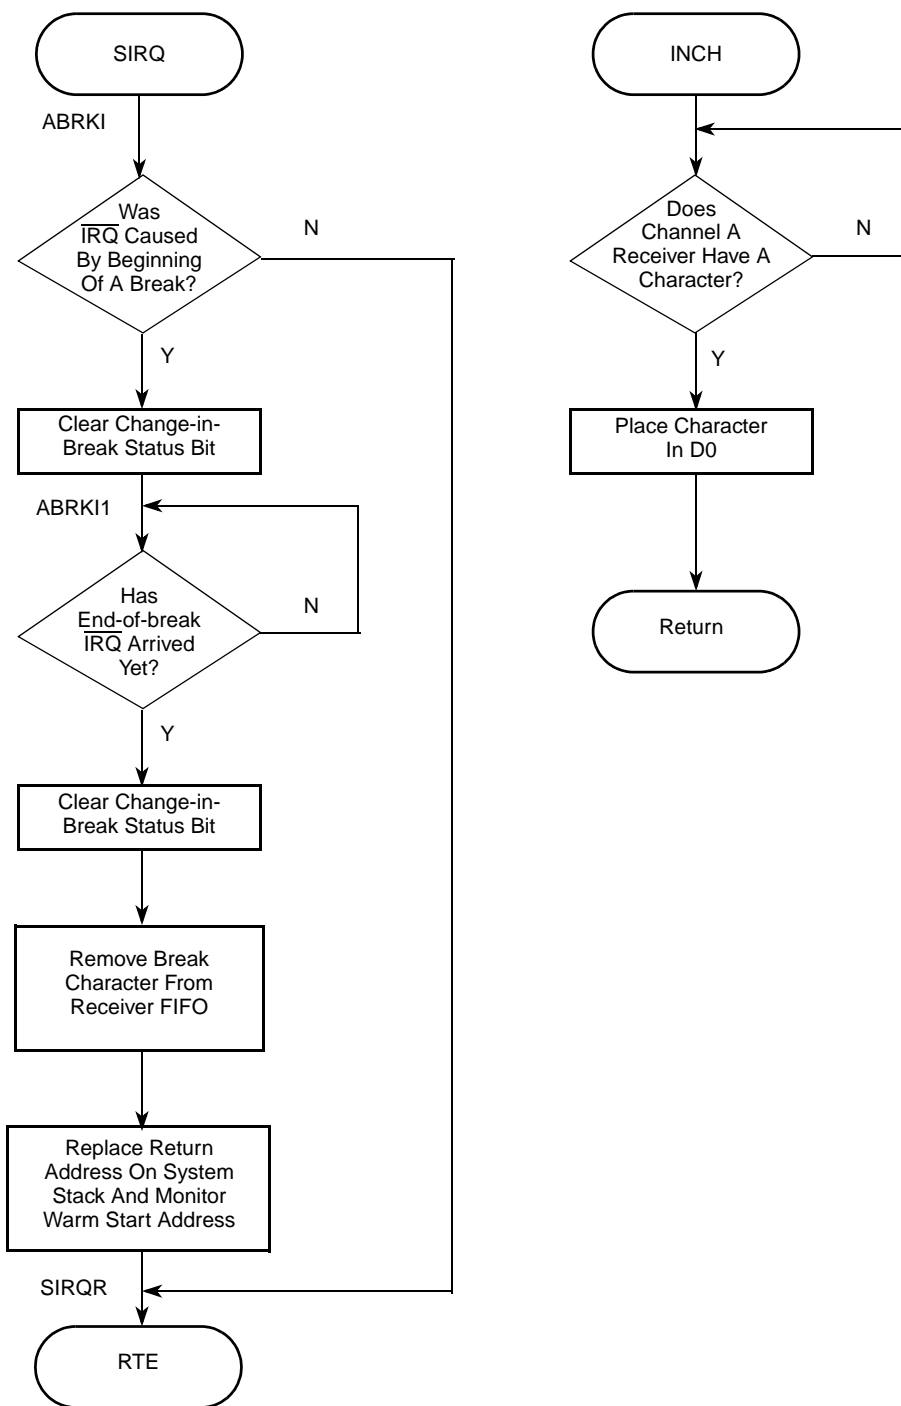 SIRQ
ABRKI
Was
IRQ Caused
By Beginning
Of A Break?
N
Y
Clear Change-in-
Break Status Bit
ABRKI1
Has
End-of-break
IRQ Arrived
Yet?
N
Y
Clear Change-in-
Break Status Bit
Remove Break
Character From
Receiver FIFO
Replace Return
Address On System
Stack And Monitor
Warm Start Address
SIRQR
RTE
INCH
Does
Channel A
Receiver Have A
Character?
N
Y
Place Character
In D0
Return